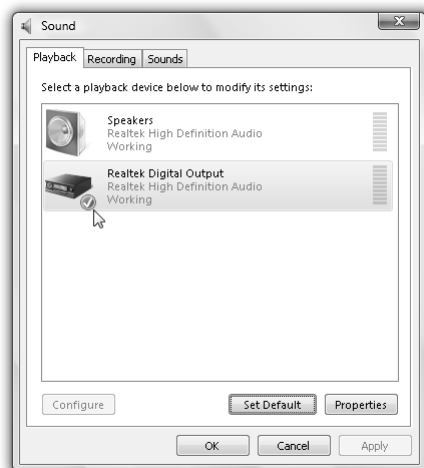 Sound
Playback Recording Sounds
Select a playback device below to modify its settings:
Speakers
Realtek High Definition Audio
Working
Realtek Digital Output
Realtek High Definition Audio
Working
Configure Set Default Properties
OK Cancel Apply